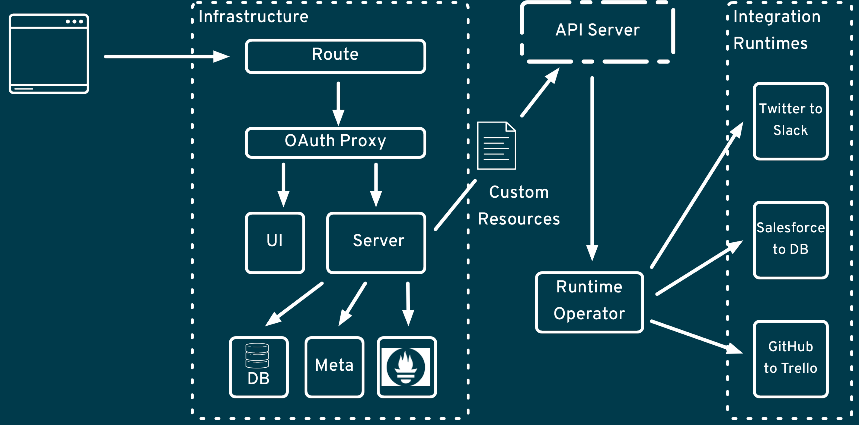 Infrastructure
Route
OAuth Proxy
UI
Server
DB
Meta
Custom
Resources
API Server
Runtime
Operator
Integration
Runtimes
Twitter to
Slack
Salesforce
to DB
GitHub
to Trello